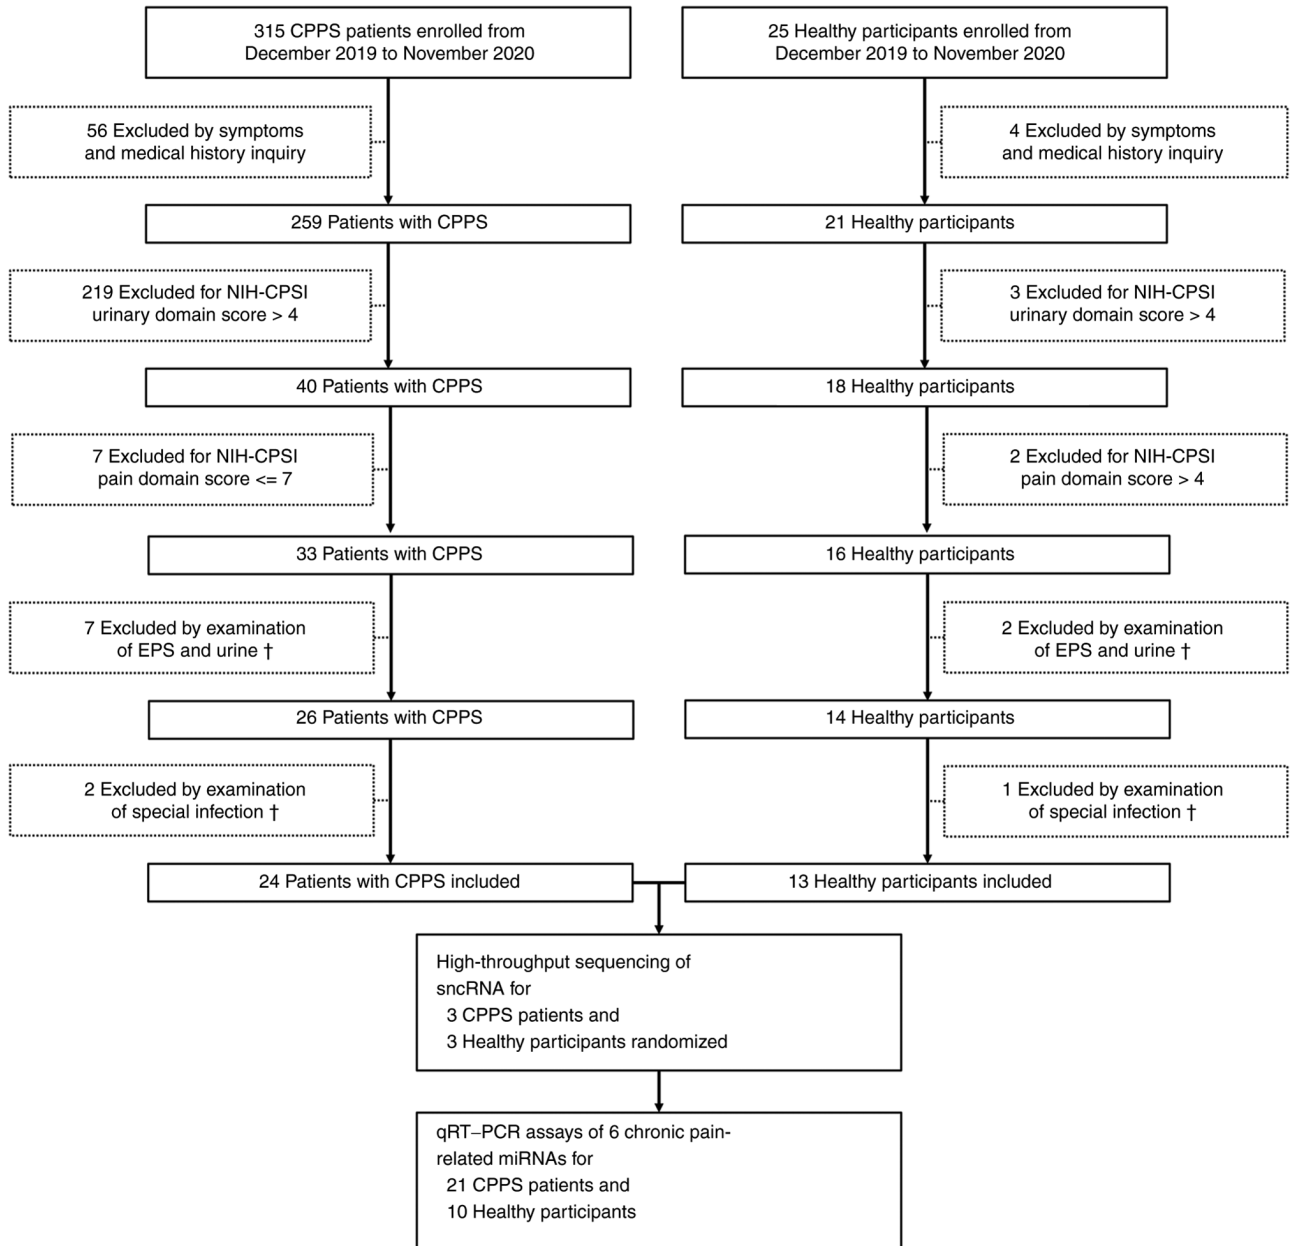 315 CPPS patients enrolled from
December 2019 to November 2020
25 Healthy participants enrolled from
December 2019 to November 2020
56 Excluded by symptoms
and medical history inquiry
4 Excluded by symptoms
and medical history inquiry
259 Patients with CPPS
21 Healthy participants
219 Excluded for NIH-CPSI
urinary domain score > 4
3 Excluded for NIH-CPSI
urinary domain score > 4
40 Patients with CPPS
18 Healthy participants
7 Excluded for NIH-CPSI
pain domain score <= 7
2 Excluded for NIH-CPSI
pain domain score > 4
33 Patients with CPPS
16 Healthy participants
7 Excluded by examination
of EPS and urine †
2 Excluded by examination
of EPS and urine †
26 Patients with CPPS
14 Healthy participants
2 Excluded by examination
of special infection †
1 Excluded by examination
of special infection †
24 Patients with CPPS included
13 Healthy participants included
High-throughput sequencing of
sncRNA for
3 CPPS patients and
3 Healthy participants randomized
qRT–PCR assays of 6 chronic pain-
related miRNAs for
21 CPPS patients and
10 Healthy participants